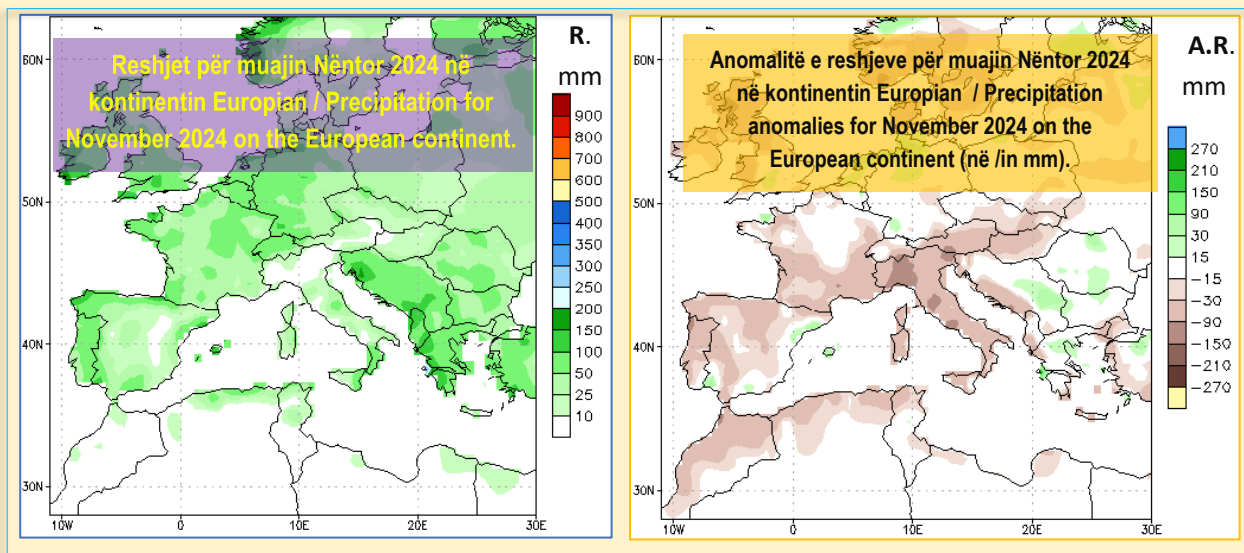 Reshjet për muajin Nëntor 2024 në
kontinentin Europian / Precipitation for
November 2024 on the European continent.
R.
mm
900
800
700
600
500
400
350
300
250
200
150
100
50
25
10
60N
50N
40N
30N
10W
0
10E
20E
30E
Anomalitë e reshjeve për muajin Nëntor 2024
në kontinentin Europian / Precipitation
anomalies for November 2024 on the
European continent (në /in mm).
A.R.
mm
270
210
150
90
30
15
−15
−30
−90
−150
−210
−270
60N
50N
40N
30N
10W
0
10E
20E
30E